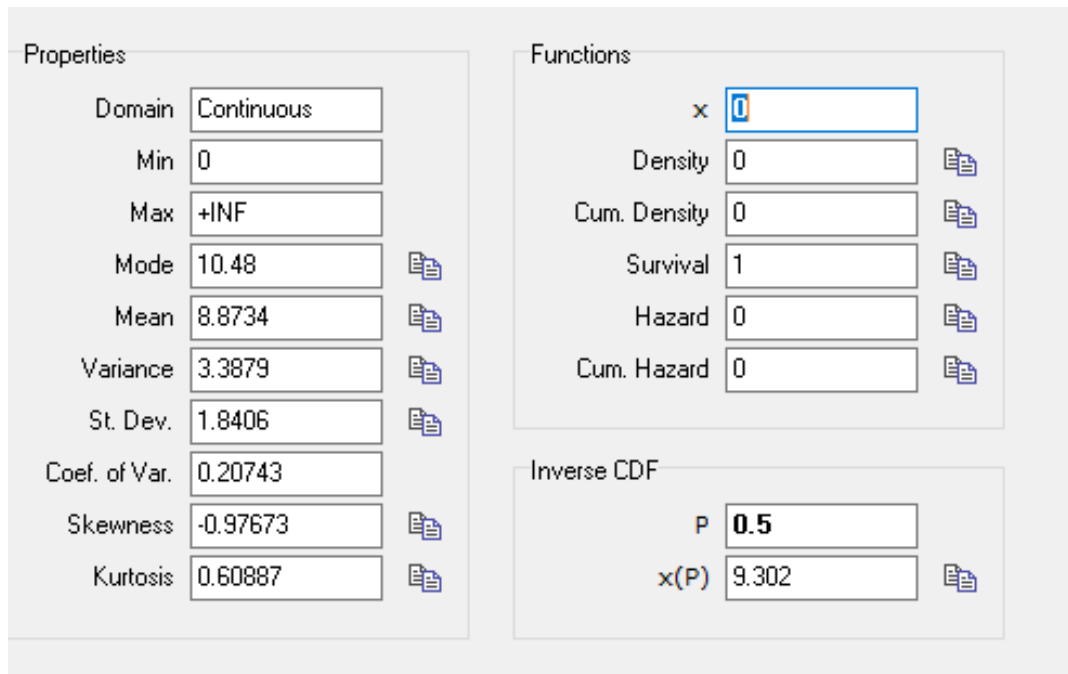 Properties
Domain Continuous
Min 0
Max +INF
Mode 10.48
Mean 8.8734
Variance 3.3879
St. Dev. 1.8406
Coef. of Var. 0.20743
Skewness -0.97673
Kurtosis 0.60887
Functions
x 0
Density 0
Cum. Density 0
Survival 1
Hazard 0
Cum. Hazard 0
Inverse CDF
P 0.5
x(P) 9.302